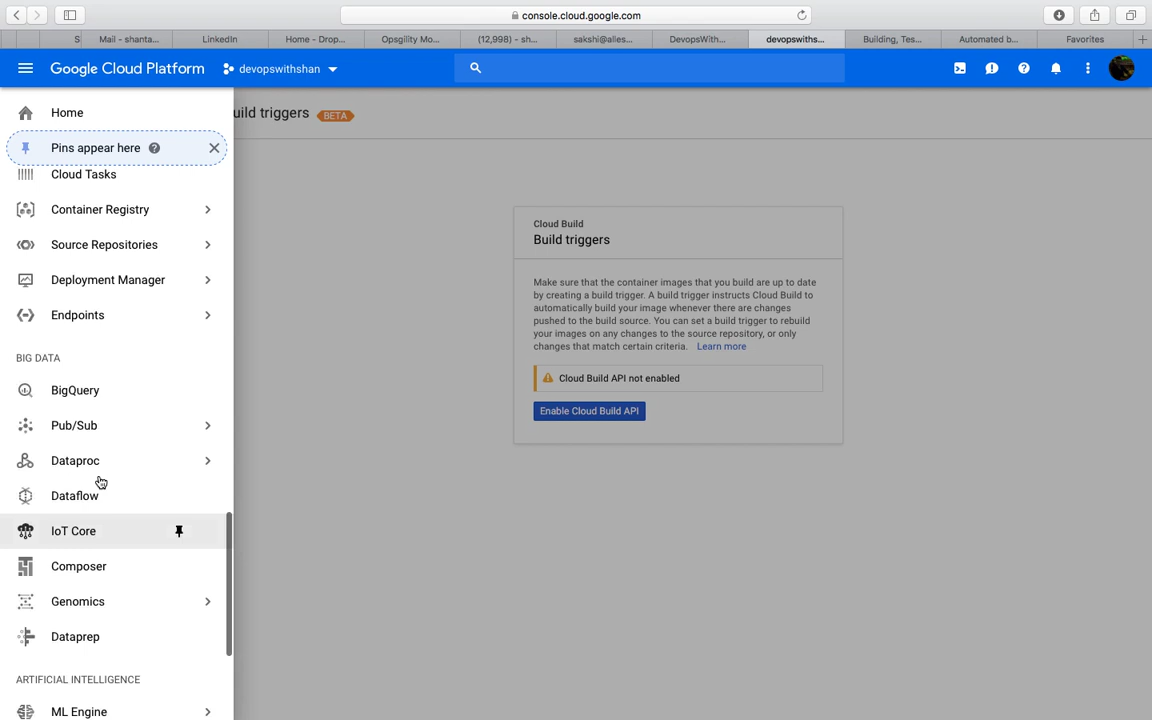 console.cloud.google.com
S
Mail - shanta...
LinkedIn
Home - Drop...
Opsgility Mo...
(12,998) - sh...
sakshi@alles...
DevopsWith...
devopswiths...
Building, Tes...
Automated b...
Favorites
Google Cloud Platform
devopswithshan
Home
Pins appear here
Cloud Tasks
Container Registry
Source Repositories
Deployment Manager
Endpoints
BIG DATA
BigQuery
Pub/Sub
Dataproc
Dataflow
IoT Core
Composer
Genomics
Dataprep
ARTIFICIAL INTELLIGENCE
ML Engine
uild triggers BETA
Cloud Build
Build triggers
Make sure that the container images that you build are up to date
by creating a build trigger. A build trigger instructs Cloud Build to
automatically build your image whenever there are changes
pushed to the build source. You can set a build trigger to rebuild
your images on any changes to the source repository, or only
changes that match certain criteria. Learn more
Cloud Build API not enabled
Enable Cloud Build API